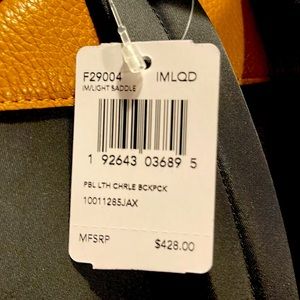 F29004 IMLQD
IM/LIGHT SADDLE
1 92643 03689 5
PBL LTH CHRLE BCKPCK
10011285JAX
MFSRP $428.00